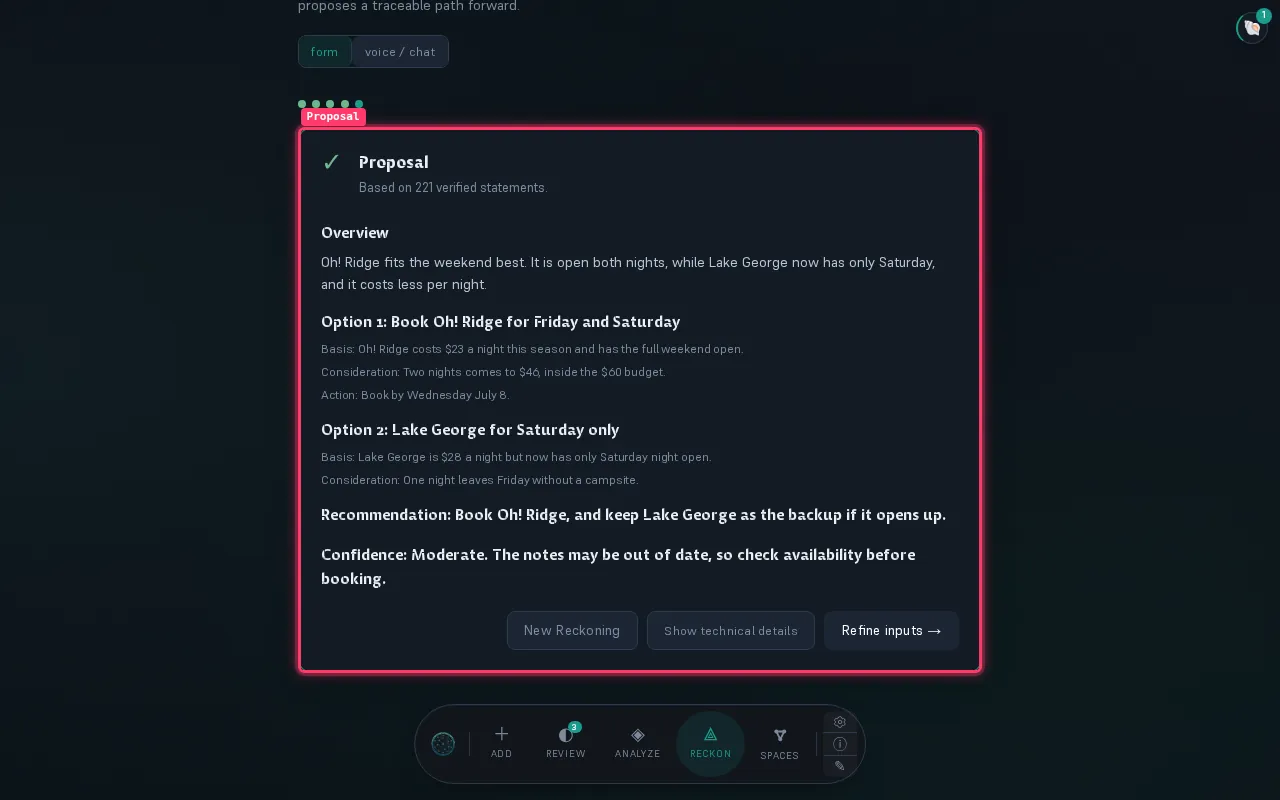 proposes a traceable path forward.
1
form
voice / chat
Proposal
✓ Proposal
Based on 221 verified statements.
Overview
Oh! Ridge fits the weekend best. It is open both nights, while Lake George now has only Saturday,
and it costs less per night.
Option 1: Book Oh! Ridge for Friday and Saturday
Basis: Oh! Ridge costs $23 a night this season and has the full weekend open.
Consideration: Two nights comes to $46, inside the $60 budget.
Action: Book by Wednesday July 8.
Option 2: Lake George for Saturday only
Basis: Lake George is $28 a night but now has only Saturday night open.
Consideration: One night leaves Friday without a campsite.
Recommendation: Book Oh! Ridge, and keep Lake George as the backup if it opens up.
Confidence: Moderate. The notes may be out of date, so check availability before
booking.
New Reckoning
Show technical details
Refine inputs →
ADD
3
REVIEW
ANALYZE
RECKON
SPACES